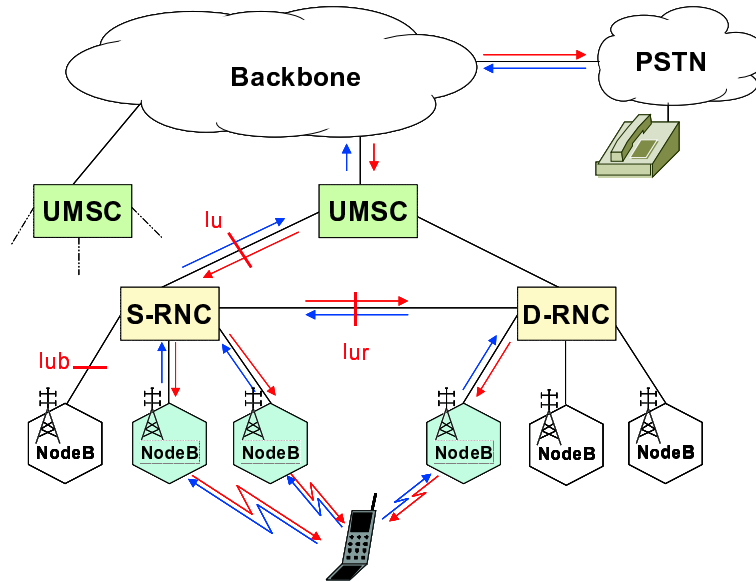 Backbone
PSTN
UMSC
UMSC
Iu
S-RNC
D-RNC
Iub
Iur
NodeB
NodeB
NodeB
NodeB
NodeB
NodeB